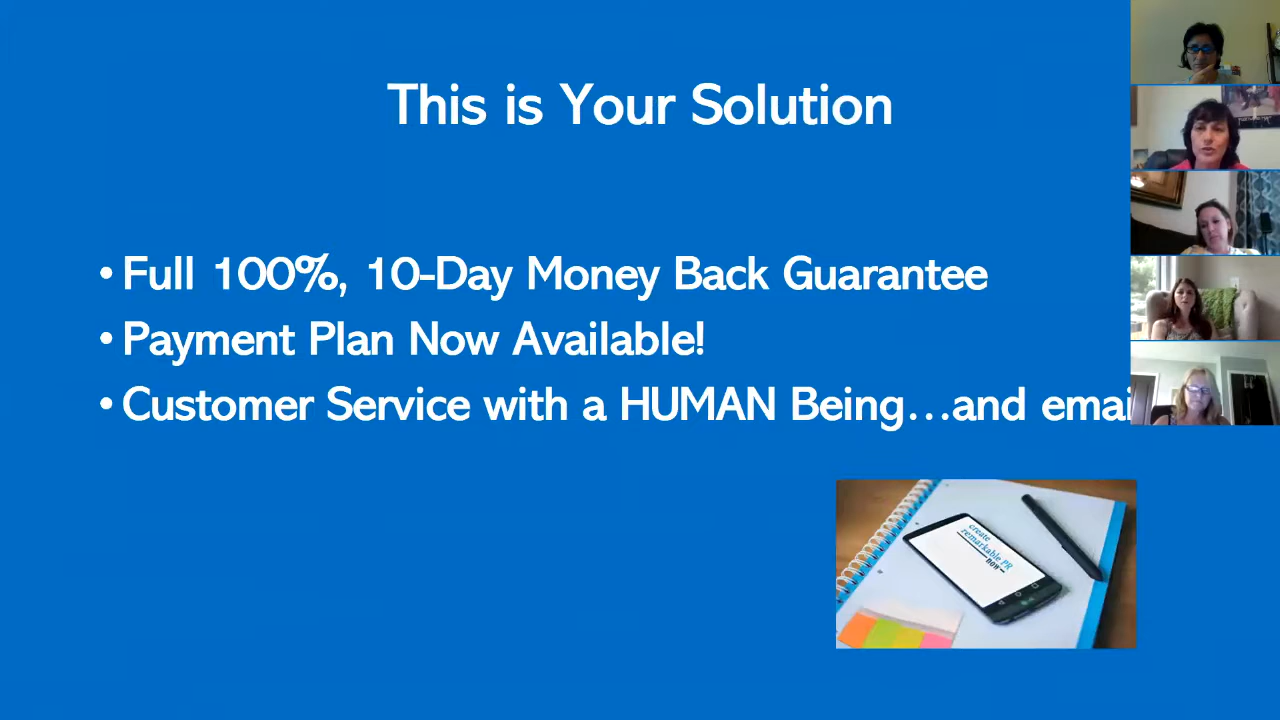 This is Your Solution
• Full 100%, 10-Day Money Back Guarantee
• Payment Plan Now Available!
• Customer Service with a HUMAN Being...and emai
create
remarkable PR
now